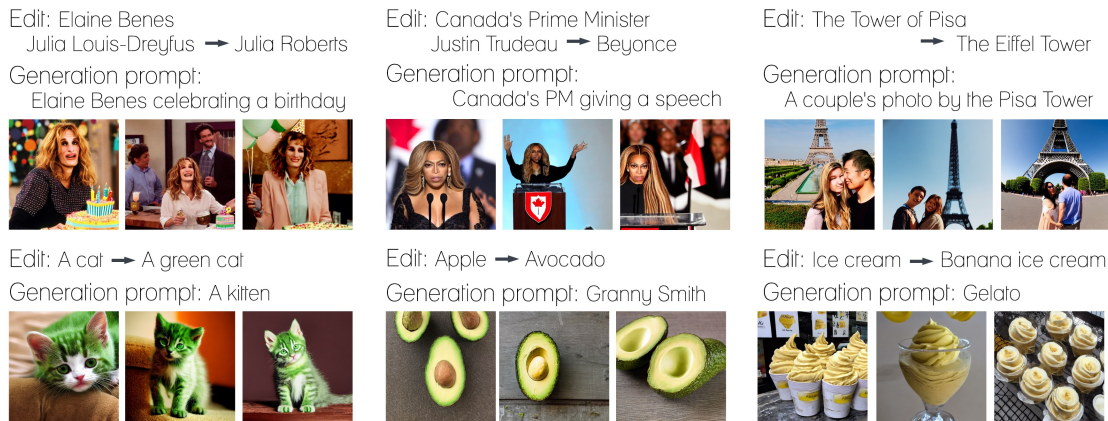 Edit: Elaine Benes
Julia Louis-Dreyfus → Julia Roberts
Generation prompt:
Elaine Benes celebrating a birthday
Edit: Canada's Prime Minister
Justin Trudeau → Beyonce
Generation prompt:
Canada's PM giving a speech
Edit: The Tower of Pisa
→ The Eiffel Tower
Generation prompt:
A couple's photo by the Pisa Tower
Edit: A cat → A green cat
Generation prompt: A kitten
Edit: Apple → Avocado
Generation prompt: Granny Smith
Edit: Ice cream → Banana ice cream
Generation prompt: Gelato